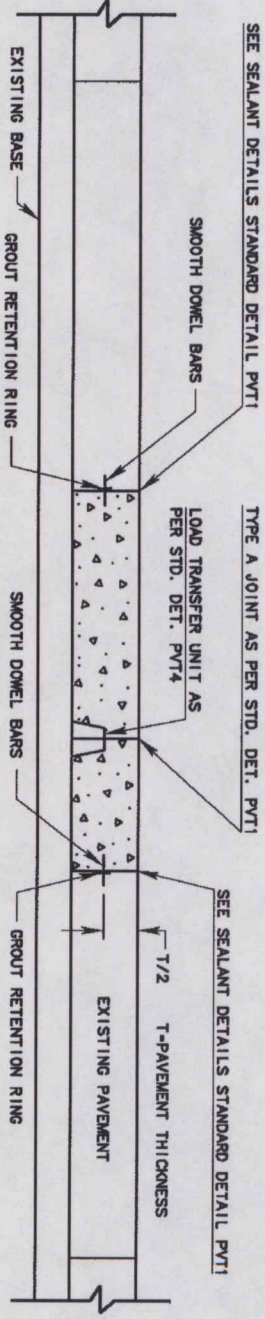 SEE SEALANT DETAILS STANDARD DETAIL PVT1
TYPE A JOINT AS PER STD. DET. PVT1
SEE SEALANT DETAILS STANDARD DETAIL PVT1
SMOOTH DOWEL BARS
LOAD TRANSFER UNIT AS
PER STD. DET. PVT4
T/2
T=PAVEMENT THICKNESS
EXISTING PAVEMENT
EXISTING BASE
GROUT RETENTION RING
SMOOTH DOWEL BARS
GROUT RETENTION RING